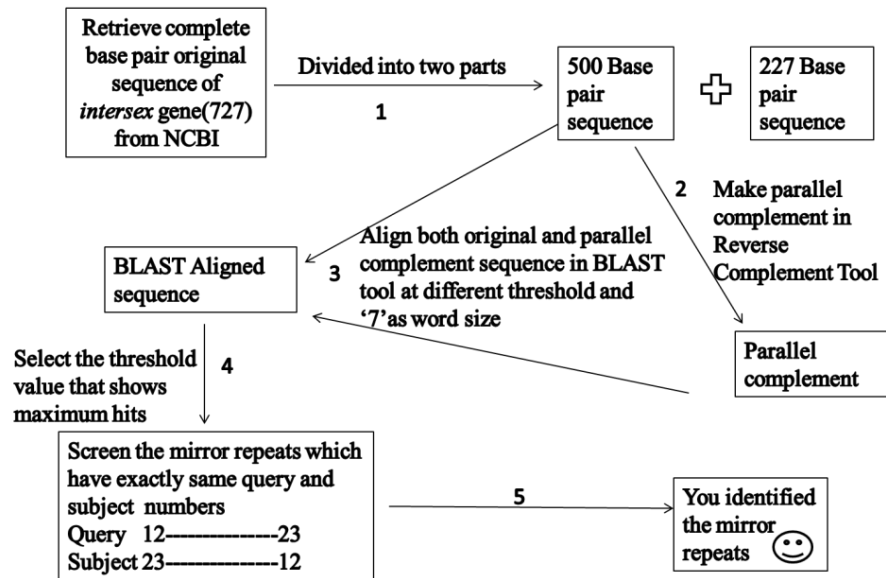 Retrieve complete
base pair original
sequence of
intersex gene(727)
from NCBI
Divided into two parts
1
500 Base
pair
sequence
227 Base
pair
sequence
2
Make parallel
complement in
Reverse
Complement Tool
Align both original and parallel
3 complement sequence in BLAST
tool at different threshold and
‘7’as word size
BLAST Aligned
sequence
Parallel
complement
Select the threshold
value that shows
maximum hits
4
Screen the mirror repeats which
have exactly same query and
subject numbers
Query 12---------------23
Subject 23---------------12
5
You identified
the mirror
repeats